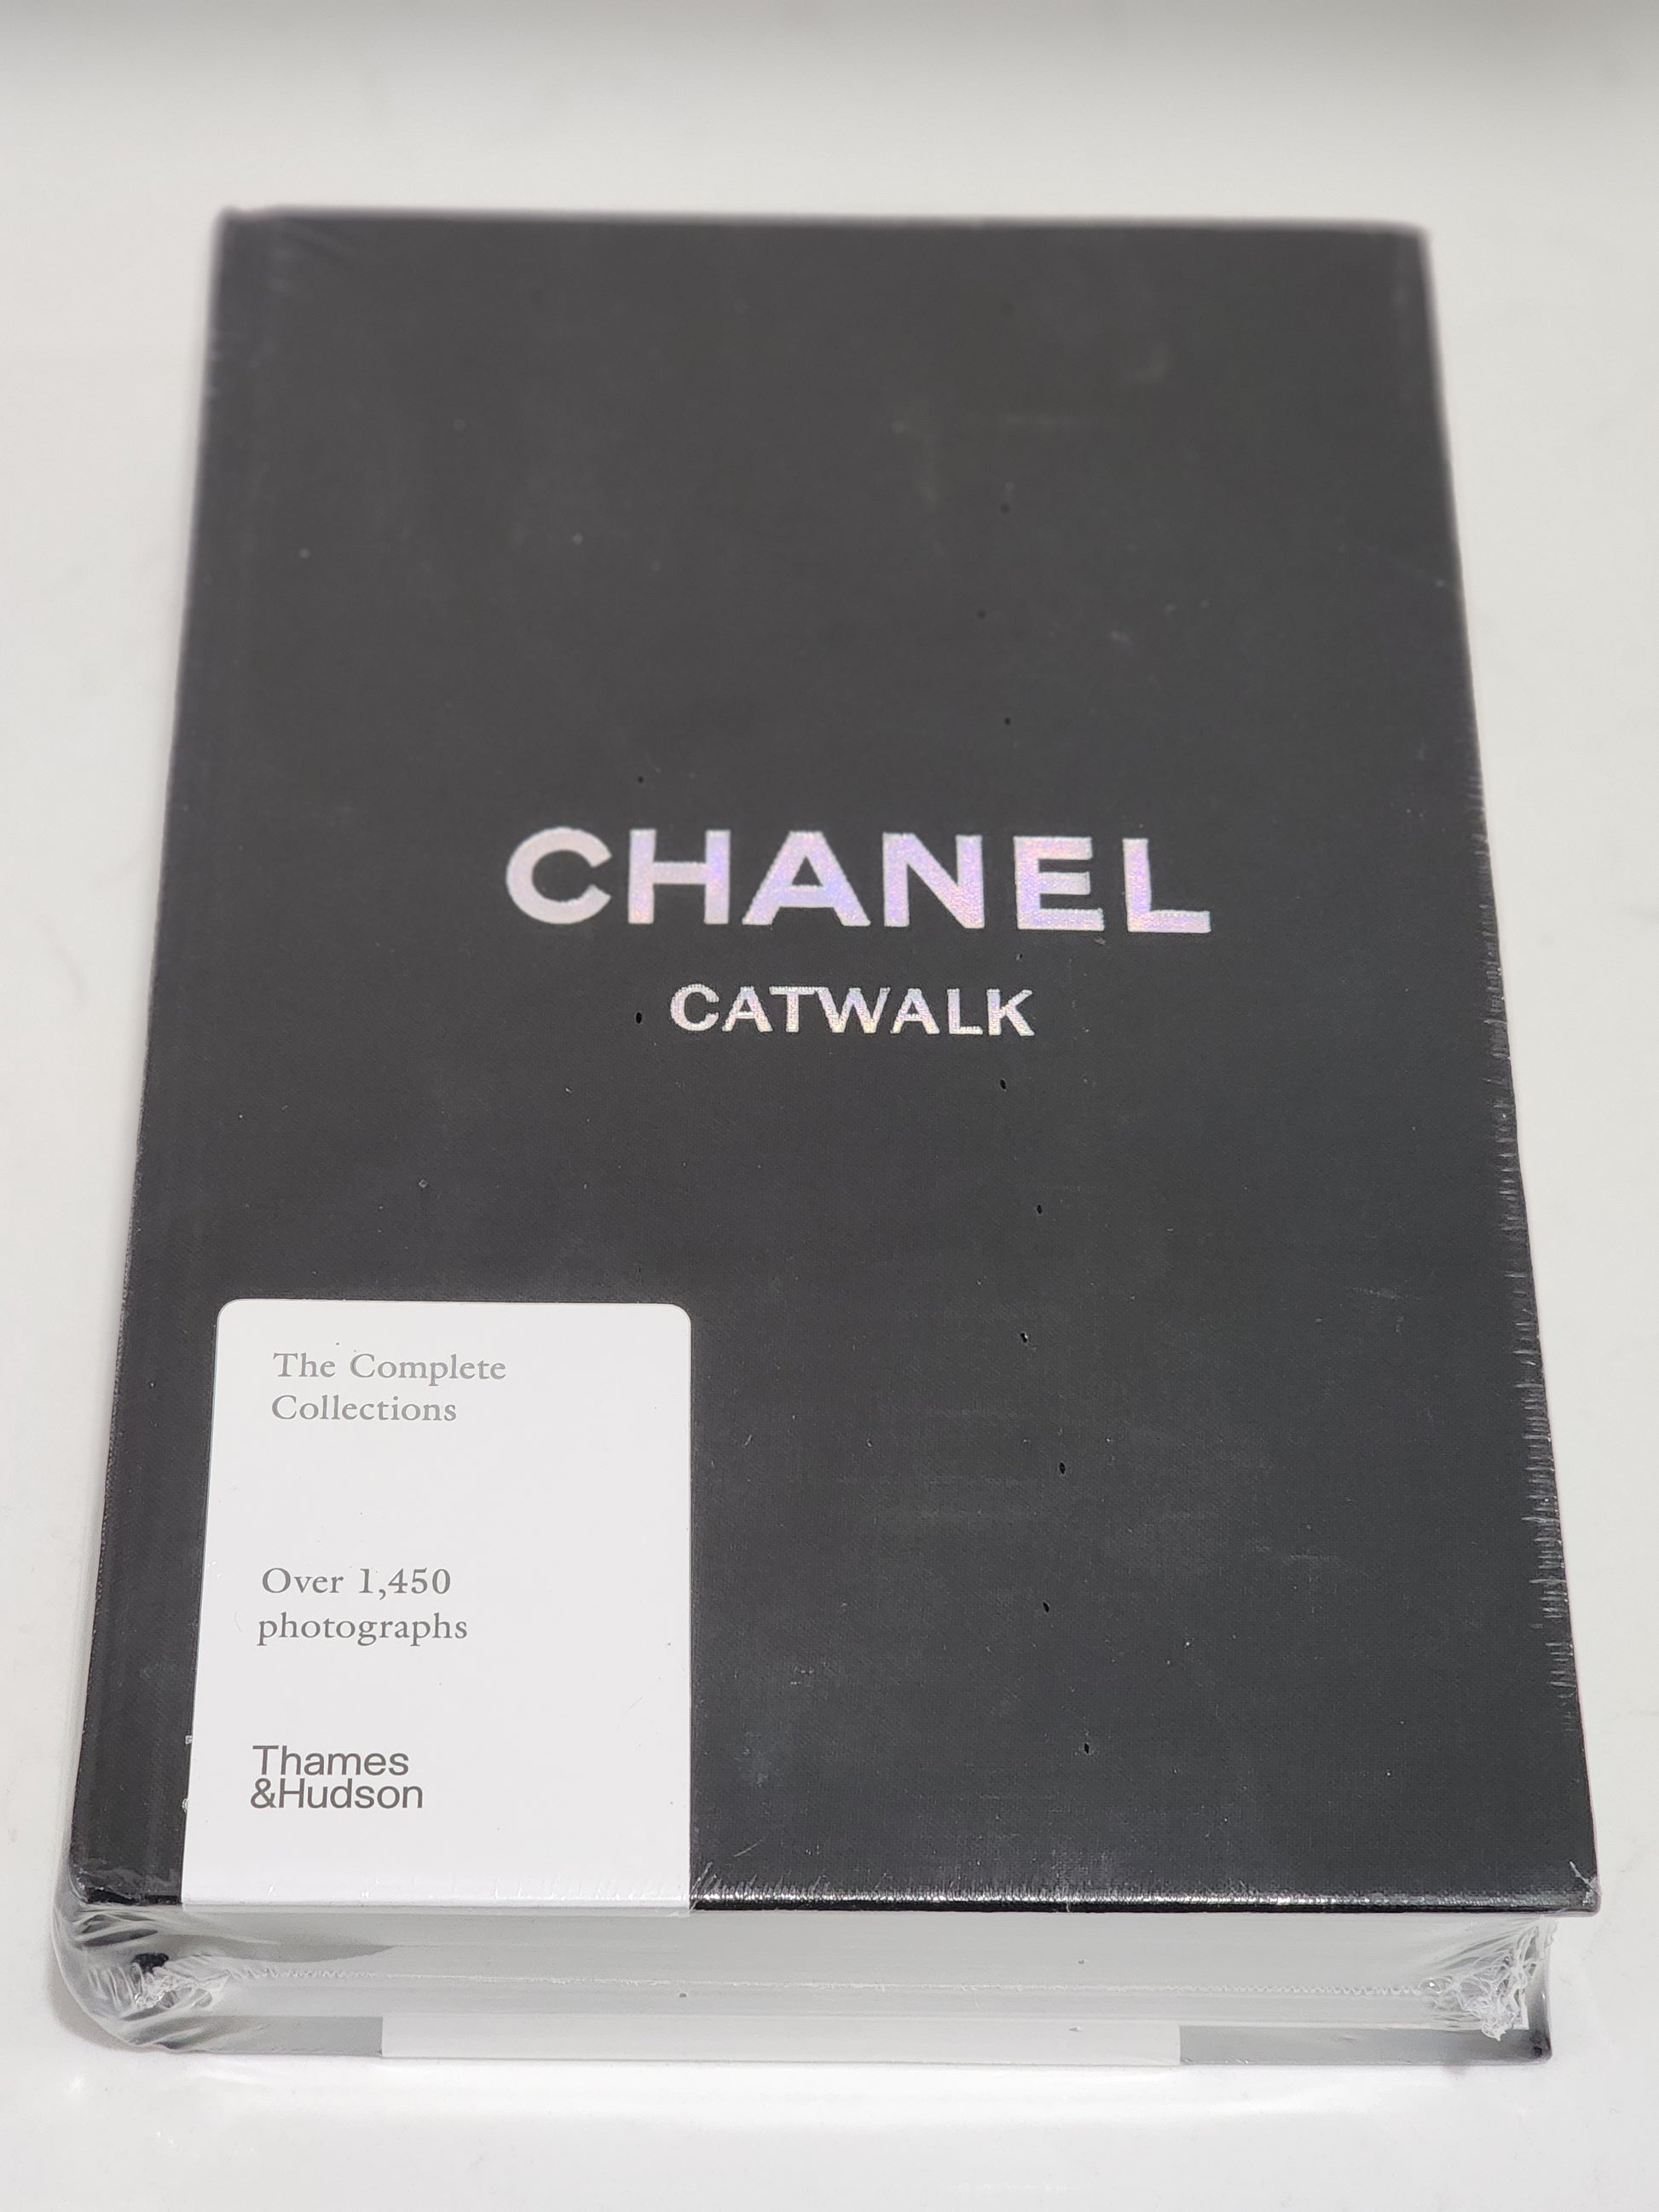 CHANEL
CATWALK
The Complete
Collections
Over 1,450
photographs
Thames
&Hudson